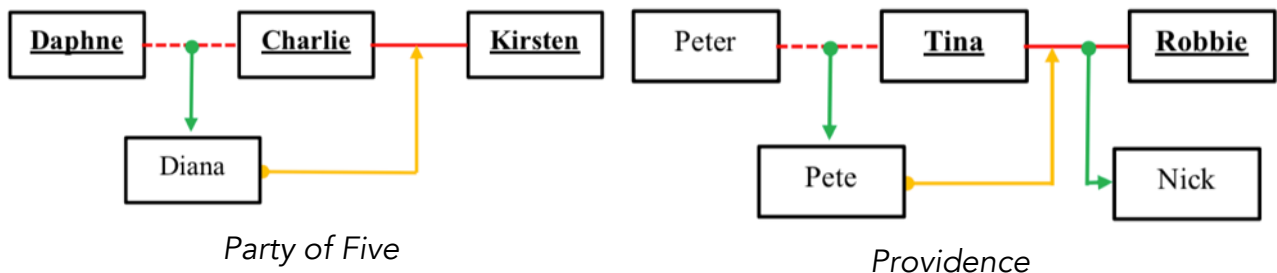 Daphne
Charlie
Kirsten
Diana
Party of Five
Peter
Tina
Robbie
Pete
Nick
Providence